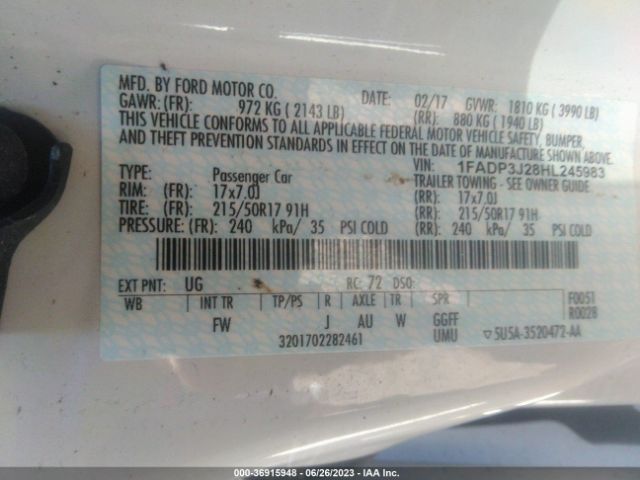 MFD. BY FORD MOTOR CO.
DATE: 02/17 GVWR: 1810 KG ( 3990 LB)
GAWR: (FR): 972 KG ( 2143 LB) (RR): 880 KG ( 1940 LB)
THIS VEHICLE CONFORMS TO ALL APPLICABLE FEDERAL MOTOR VEHICLE SAFETY, BUMPER,
AND THEFT PREVENTION STANDARDS IN EFFECT ON THE DATE OF MANUFACTURE SHOWN ABOVE.
VIN: 1FADP3J28HL245983
TYPE: Passenger Car TRAILER TOWING - SEE OWNER GUIDE
RIM: (FR): 17x7.0J (RR): 17x7.0J
TIRE: (FR): 215/50R17 91H (RR): 215/50R17 91H
PRESSURE: (FR): 240 kPa/ 35 PSI COLD (RR): 240 kPa/ 35 PSI COLD
EXT PNT: UG RC: 72 DSO:
WB INT TR TP/PS R AXLE TR SPR F0051
R0028
FW J AU W GGFF
UMU
3201702282461 ▽5U5A-3520472-AA
000-36915948 - 06/26/2023 - IAA Inc.